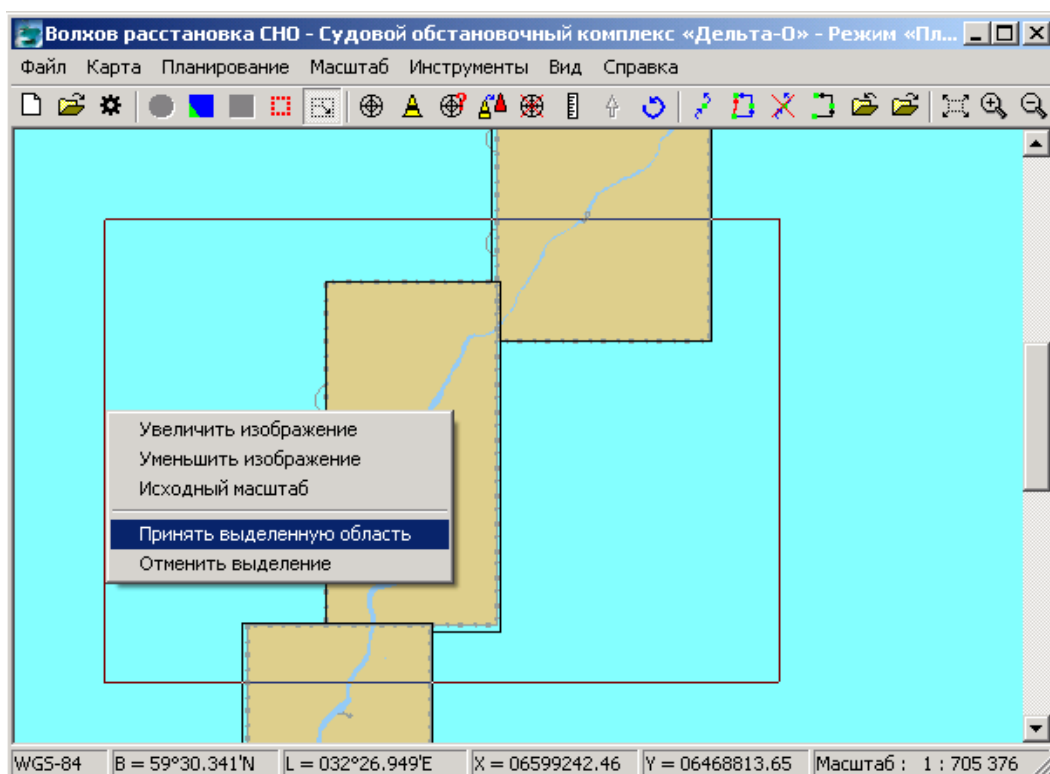 Волхов расстановка СНО - Судовой обстановочный комплекс «Дельта-О» - Режим «Пл...
Файл Карта Планирование Масштаб Инструменты Вид Справка
Увеличить изображение
Уменьшить изображение
Исходный масштаб
Принять выделенную область
Отменить выделение
WGS-84 B = 59°30.341'N L = 032°26.949'E X = 06599242.46 Y = 06468813.65 Масштаб : 1 : 705 376